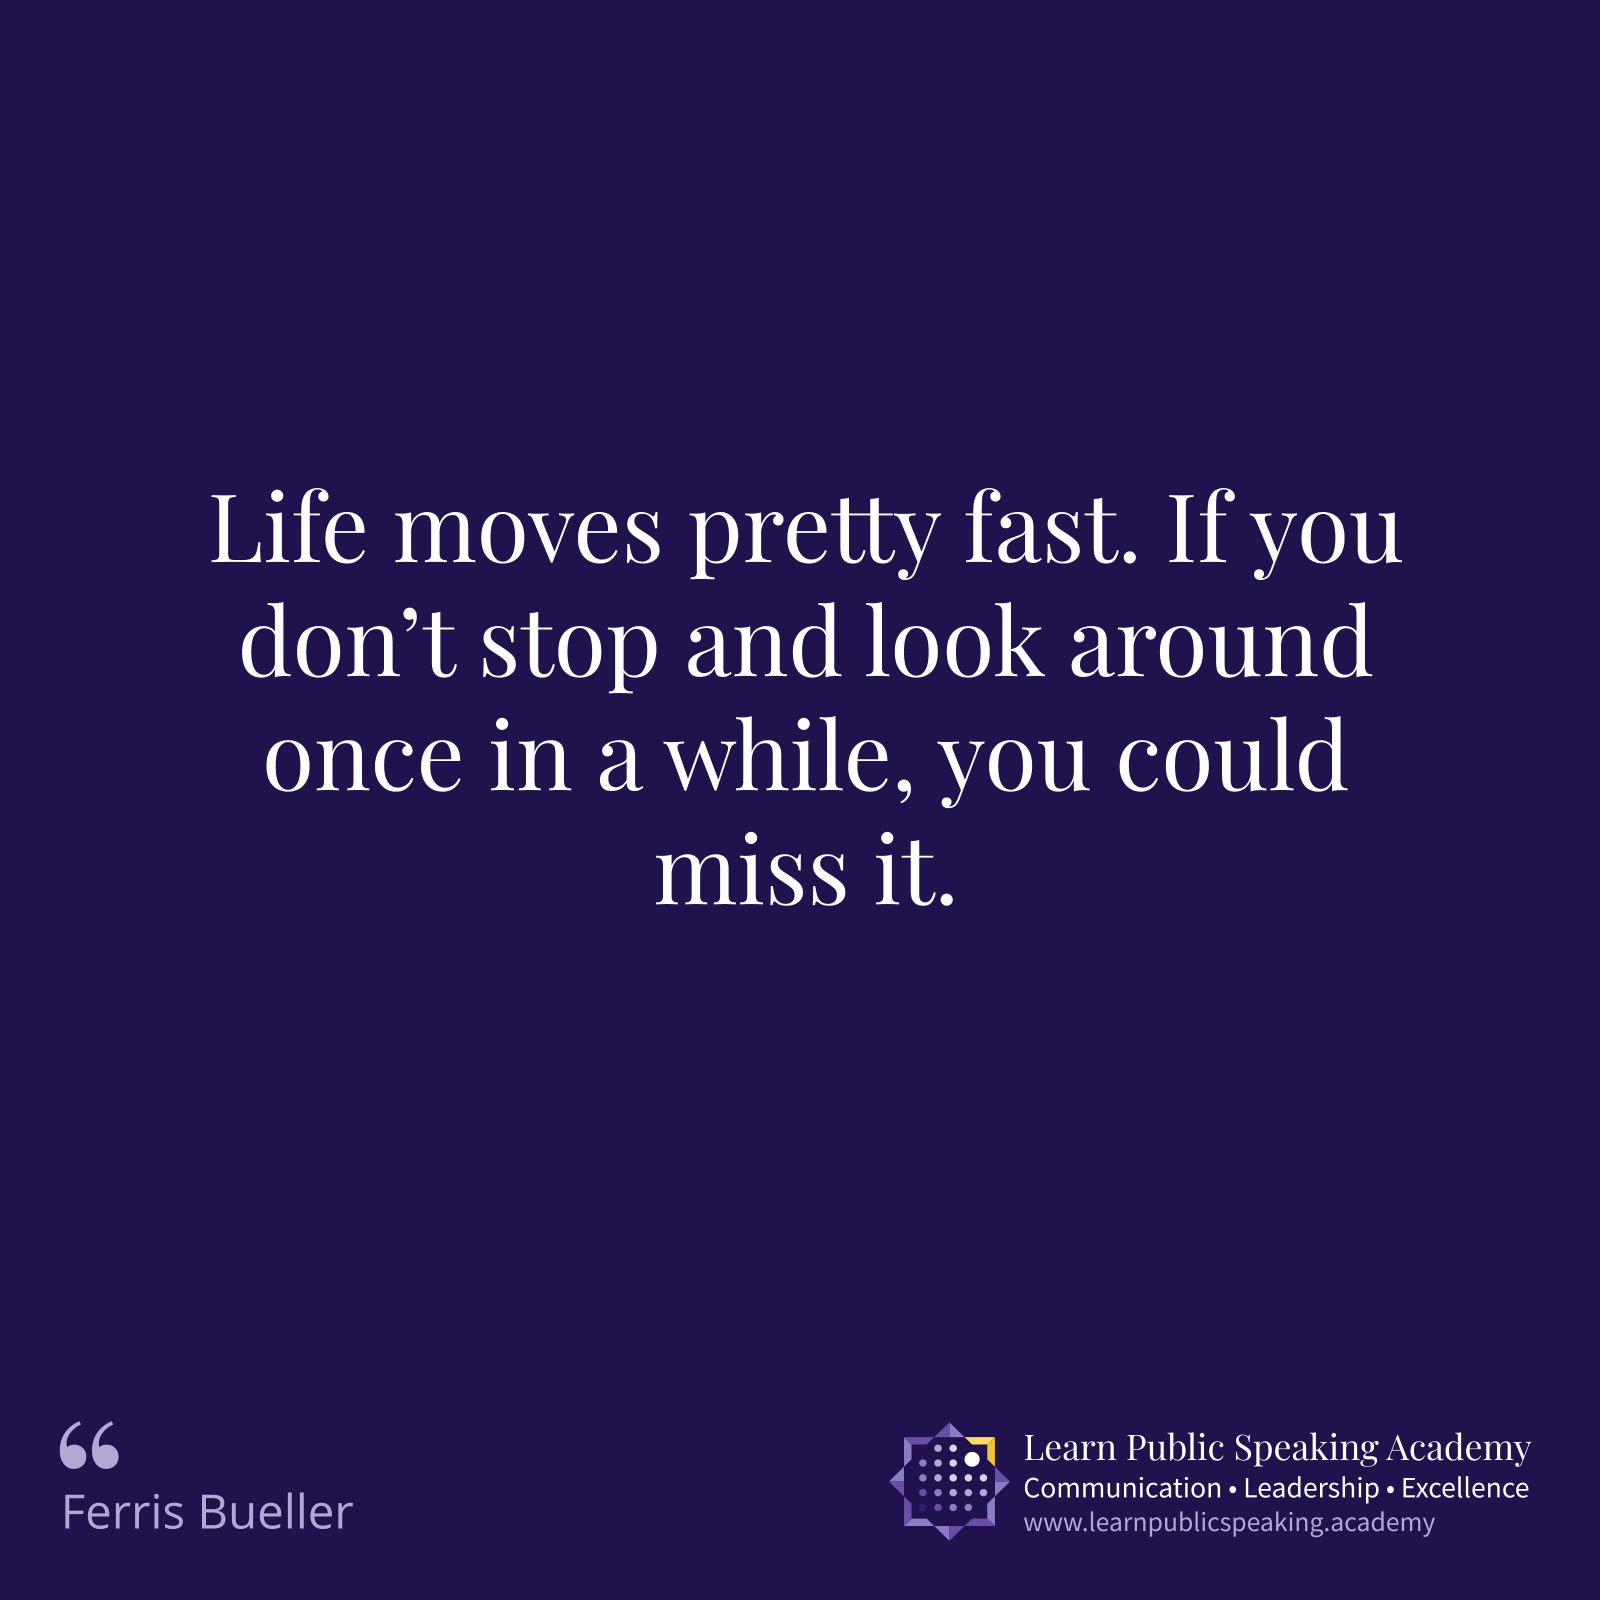 Life moves pretty fast. If you
don’t stop and look around
once in a while, you could
miss it.
“
Ferris Bueller
Learn Public Speaking Academy
Communication • Leadership • Excellence
www.learnpublicspeaking.academy